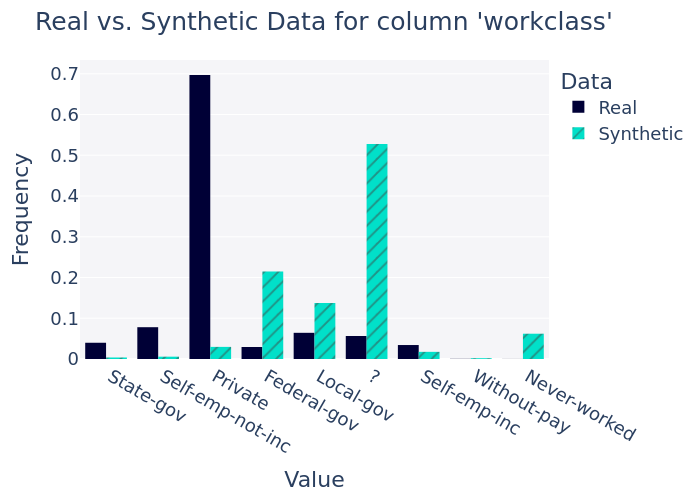 Real vs. Synthetic Data for column 'workclass'
Data
Real
Synthetic
Frequency
0.7
0.6
0.5
0.4
0.3
0.2
0.1
0
State-gov
Self-emp-not-inc
Private
Federal-gov
Local-gov
?
Self-emp-inc
Without-pay
Never-worked
Value